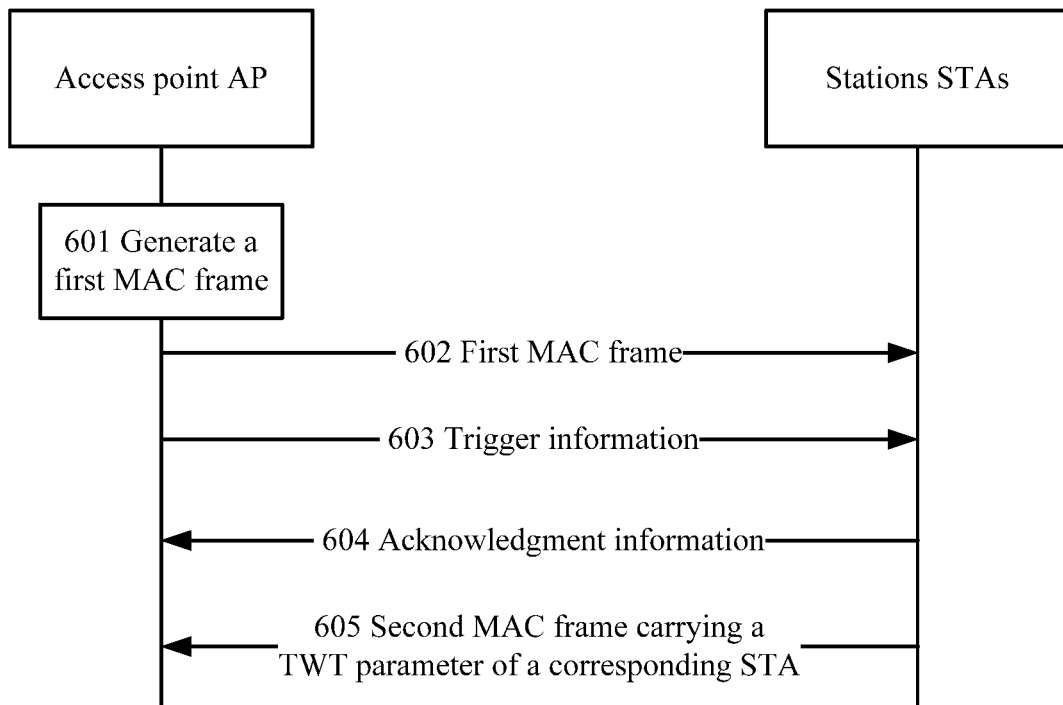 Access point AP
Stations STAs
601 Generate a
first MAC frame
602 First MAC frame
603 Trigger information
604 Acknowledgment information
605 Second MAC frame carrying a
TWT parameter of a corresponding STA